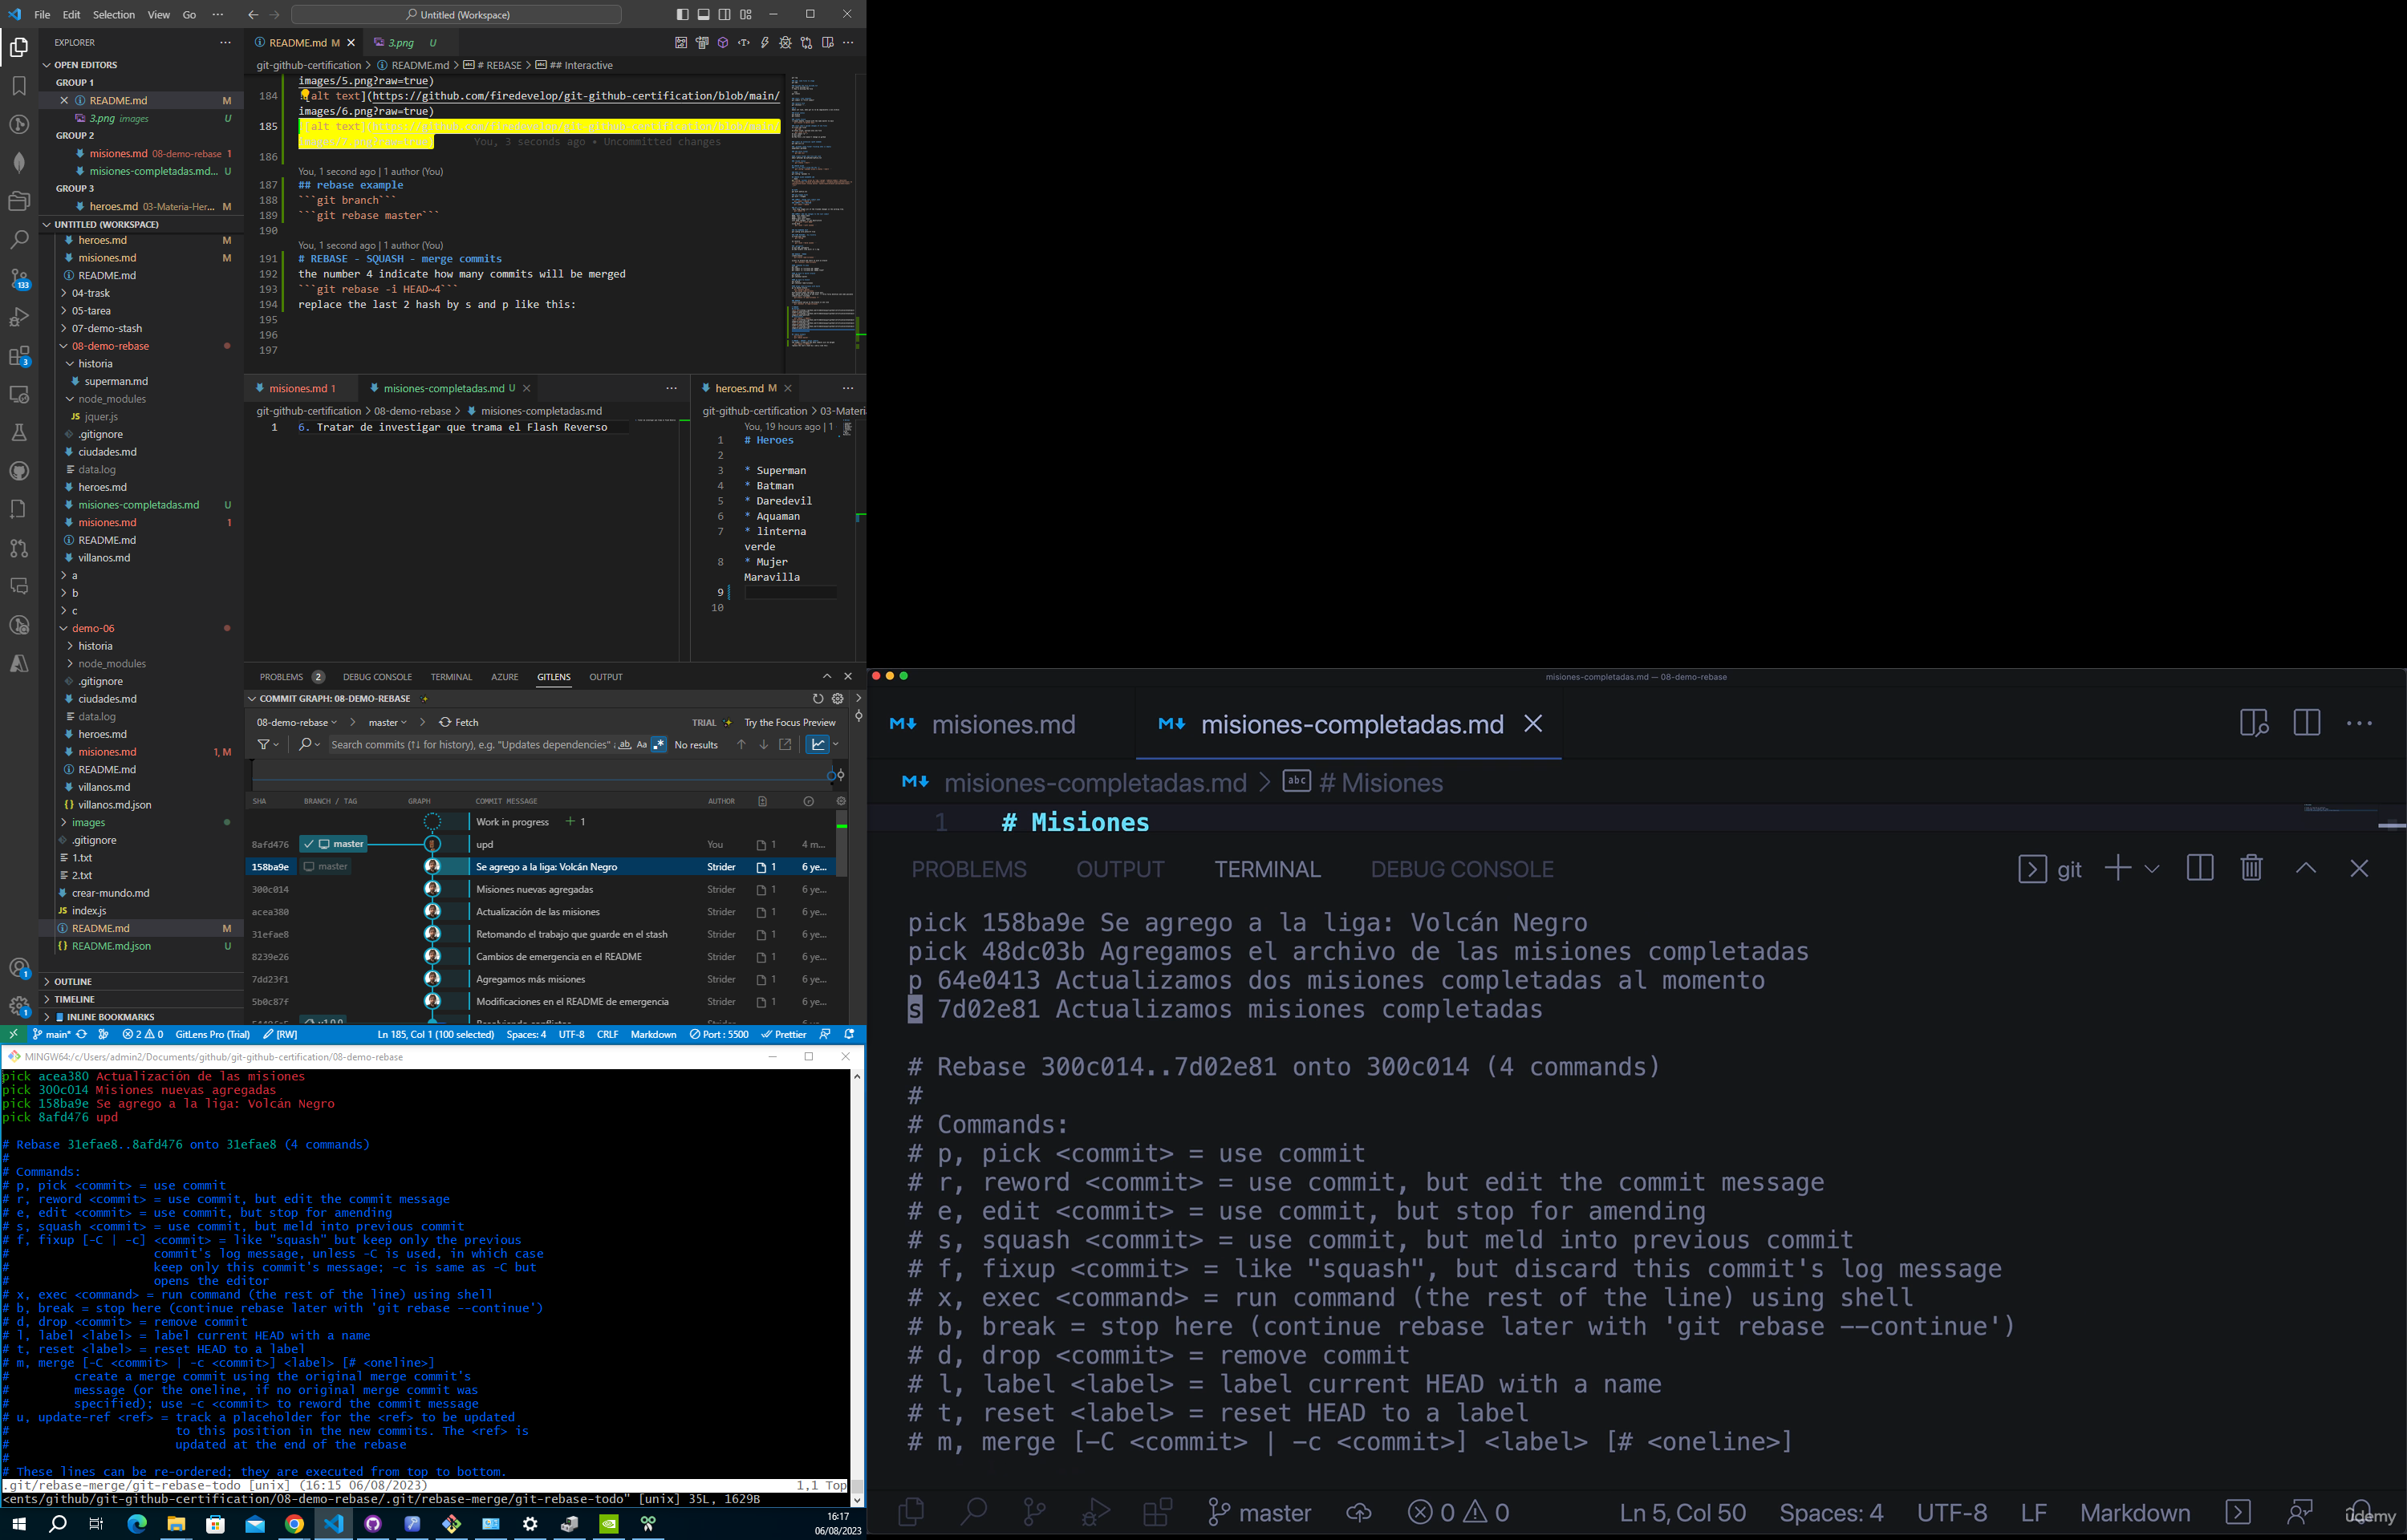 File Edit Selection View Go ··· Untitled (Workspace)
EXPLORER
OPEN EDITORS
GROUP 1
README.md M
3.png images U
GROUP 2
misiones.md 08-demo-rebase 1
misiones-completadas.md... U
GROUP 3
heroes.md 03-Materia-Her... M
UNTITLED (WORKSPACE)
heroes.md M
misiones.md M
README.md
04-trask
05-tarea
07-demo-stash
08-demo-rebase
historia
superman.md
node_modules
JS jquer.js
.gitignore
ciudades.md
data.log
heroes.md
misiones-completadas.md U
misiones.md 1
README.md
villanos.md
a
b
c
demo-06
historia
node_modules
.gitignore
ciudades.md
data.log
heroes.md
misiones.md 1, M
README.md
villanos.md
{} villanos.md.json
images
.gitignore
1.txt
2.txt
crear-mundo.md
JS index.js
README.md M
{} README.md.json U
OUTLINE
TIMELINE
INLINE BOOKMARKS
133
3
1
1
README.md M 3.png U
git-github-certification > README.md > # REBASE > ## Interactive
images/5.png?raw=true)
184 ![alt text](https://github.com/firedevelop/git-github-certification/blob/main/
images/6.png?raw=true)
185 ![alt text](https://github.com/firedevelop/git-github-certification/blob/main/
images/7.png?raw=true) You, 3 seconds ago • Uncommitted changes
186
You, 1 second ago | 1 author (You)
187 ## rebase example
188 ```git branch```
189 ```git rebase master```
190
You, 1 second ago | 1 author (You)
191 # REBASE - SQUASH - merge commits
192 the number 4 indicate how many commits will be merged
193 ```git rebase -i HEAD~4```
194 replace the last 2 hash by s and p like this:
195
196
197
misiones.md 1 misiones-completadas.md U
git-github-certification > 08-demo-rebase > misiones-completadas.md
1 6. Tratar de investigar que trama el Flash Reverso
heroes.md M
git-github-certification > 03-Materi
You, 19 hours ago | 1
1 # Heroes
2
3 * Superman
4 * Batman
5 * Daredevil
6 * Aquaman
7 * linterna
verde
8 * Mujer
Maravilla
9
10
PROBLEMS 2 DEBUG CONSOLE TERMINAL AZURE GITLENS OUTPUT
COMMIT GRAPH: 08-DEMO-REBASE
08-demo-rebase > master > Fetch TRIAL Try the Focus Preview
Search commits (↑↓ for history), e.g. "Updates dependencies" ab, Aa No results
SHA BRANCH / TAG GRAPH COMMIT MESSAGE AUTHOR
Work in progress + 1
8afd476 master upd You 1 4 m...
158ba9e master Se agrego a la liga: Volcán Negro Strider 1 6 ye...
300c014 Misiones nuevas agregadas Strider 1 6 ye...
acea380 Actualización de las misiones Strider 1 6 ye...
31efae8 Retomando el trabajo que guarde en el stash Strider 1 6 ye...
8239e26 Cambios de emergencia en el README Strider 1 6 ye...
7dd23f1 Agregamos más misiones Strider 1 6 ye...
5b0c87f Modificaciones en el README de emergencia Strider 1 6 ye...
main* 2 0 GitLens Pro (Trial) [RW] Ln 185, Col 1 (100 selected) Spaces: 4 UTF-8 CRLF Markdown Port : 5500 Prettier
MINGW64:/c/Users/admin2/Documents/github/git-github-certification/08-demo-rebase
pick acea380 Actualización de las misiones
pick 300c014 Misiones nuevas agregadas
pick 158ba9e Se agrego a la liga: Volcán Negro
pick 8afd476 upd
# Rebase 31efae8..8afd476 onto 31efae8 (4 commands)
#
# Commands:
# p, pick <commit> = use commit
# r, reword <commit> = use commit, but edit the commit message
# e, edit <commit> = use commit, but stop for amending
# s, squash <commit> = use commit, but meld into previous commit
# f, fixup [-C | -c] <commit> = like "squash" but keep only the previous
# commit's log message, unless -C is used, in which case
# keep only this commit's message; -c is same as -C but
# opens the editor
# x, exec <command> = run command (the rest of the line) using shell
# b, break = stop here (continue rebase later with 'git rebase --continue')
# d, drop <commit> = remove commit
# l, label <label> = label current HEAD with a name
# t, reset <label> = reset HEAD to a label
# m, merge [-C <commit> | -c <commit>] <label> [# <oneline>]
# create a merge commit using the original merge commit's
# message (or the oneline, if no original merge commit was
# specified); use -c <commit> to reword the commit message
# u, update-ref <ref> = track a placeholder for the <ref> to be updated
# to this position in the new commits. The <ref> is
# updated at the end of the rebase
#
# These lines can be re-ordered; they are executed from top to bottom.
.git/rebase-merge/git-rebase-todo [unix] (16:15 06/08/2023) 1,1 Top
<ents/github/git-github-certification/08-demo-rebase/.git/rebase-merge/git-rebase-todo" [unix] 35L, 1629B
16:17
06/08/2023
misiones-completadas.md — 08-demo-rebase
misiones.md misiones-completadas.md
misiones-completadas.md > abc # Misiones
1 # Misiones
PROBLEMS OUTPUT TERMINAL DEBUG CONSOLE git
pick 158ba9e Se agrego a la liga: Volcán Negro
pick 48dc03b Agregamos el archivo de las misiones completadas
p 64e0413 Actualizamos dos misiones completadas al momento
s 7d02e81 Actualizamos misiones completadas
# Rebase 300c014..7d02e81 onto 300c014 (4 commands)
#
# Commands:
# p, pick <commit> = use commit
# r, reword <commit> = use commit, but edit the commit message
# e, edit <commit> = use commit, but stop for amending
# s, squash <commit> = use commit, but meld into previous commit
# f, fixup <commit> = like "squash", but discard this commit's log message
# x, exec <command> = run command (the rest of the line) using shell
# b, break = stop here (continue rebase later with 'git rebase --continue')
# d, drop <commit> = remove commit
# l, label <label> = label current HEAD with a name
# t, reset <label> = reset HEAD to a label
# m, merge [-C <commit> | -c <commit>] <label> [# <oneline>]
master 0 0 Ln 5, Col 50 Spaces: 4 UTF-8 LF Markdown
udemy